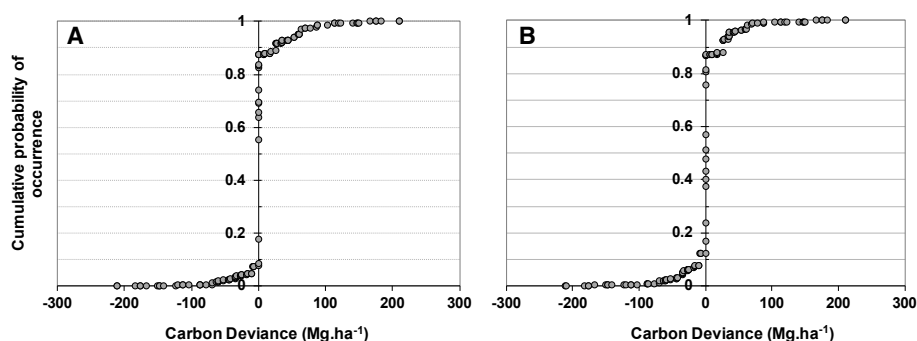 A
B
Cumulative probability of
occurrence
1
0.8
0.6
0.4
0.2
0
-300 -200 -100 0 100 200 300
Carbon Deviance (Mg.ha-1)
1
0.8
0.6
0.4
0.2
0
-300 -200 -100 0 100 200 300
Carbon Deviance (Mg.ha-1)